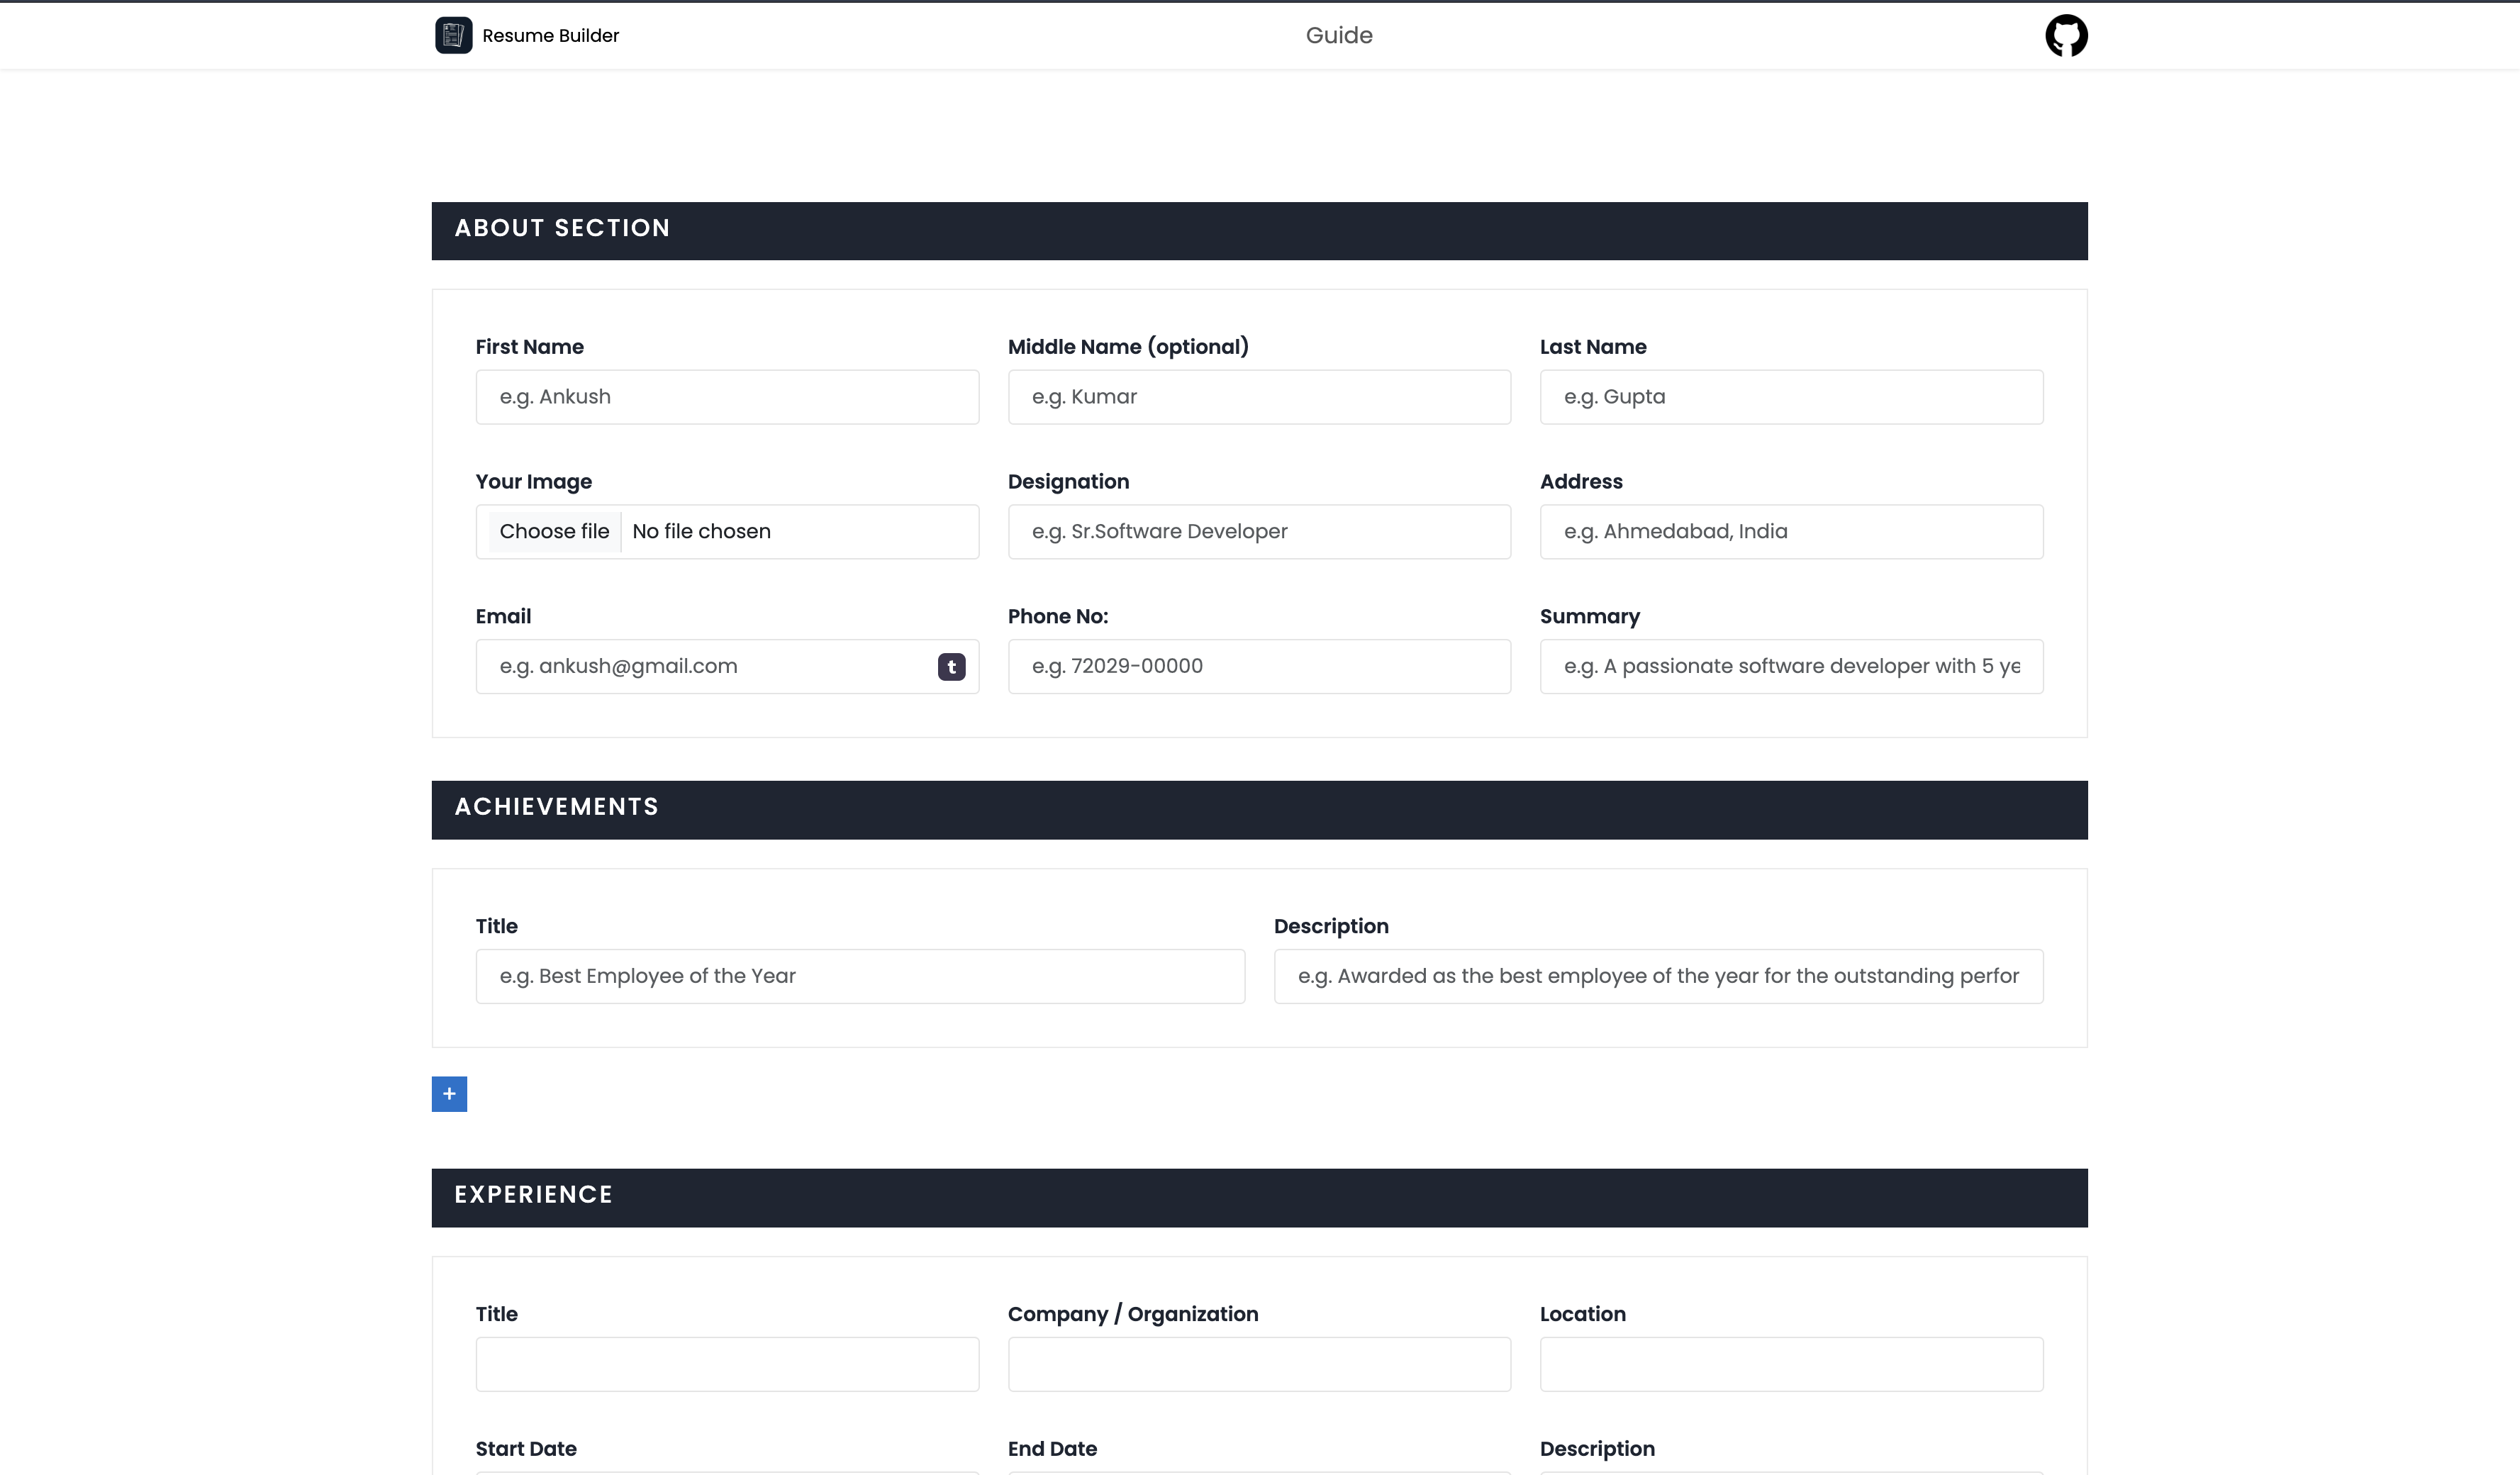 Resume Builder
Guide
ABOUT SECTION
First Name
Middle Name (optional)
Last Name
e.g. Ankush
e.g. Kumar
e.g. Gupta
Your Image
Designation
Address
Choose file No file chosen
e.g. Sr.Software Developer
e.g. Ahmedabad, India
Email
Phone No:
Summary
e.g. ankush@gmail.com
t
e.g. 72029-00000
e.g. A passionate software developer with 5 ye
ACHIEVEMENTS
Title
Description
e.g. Best Employee of the Year
e.g. Awarded as the best employee of the year for the outstanding perfor
+
EXPERIENCE
Title
Company / Organization
Location
Start Date
End Date
Description